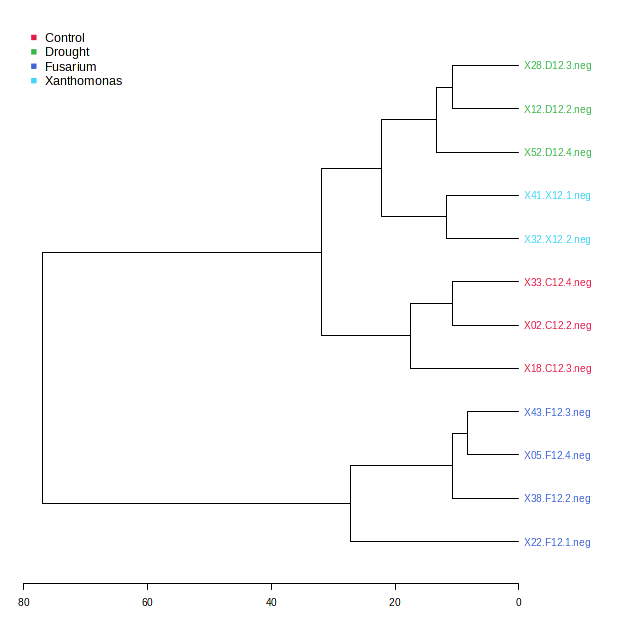 Control
Drought
Fusarium
Xanthomonas
X28.D12.3.neg
X12.D12.2.neg
X52.D12.4.neg
X41.X12.1.neg
X32.X12.2.neg
X33.C12.4.neg
X02.C12.2.neg
X18.C12.3.neg
X43.F12.3.neg
X05.F12.4.neg
X38.F12.2.neg
X22.F12.1.neg
80 60 40 20 0